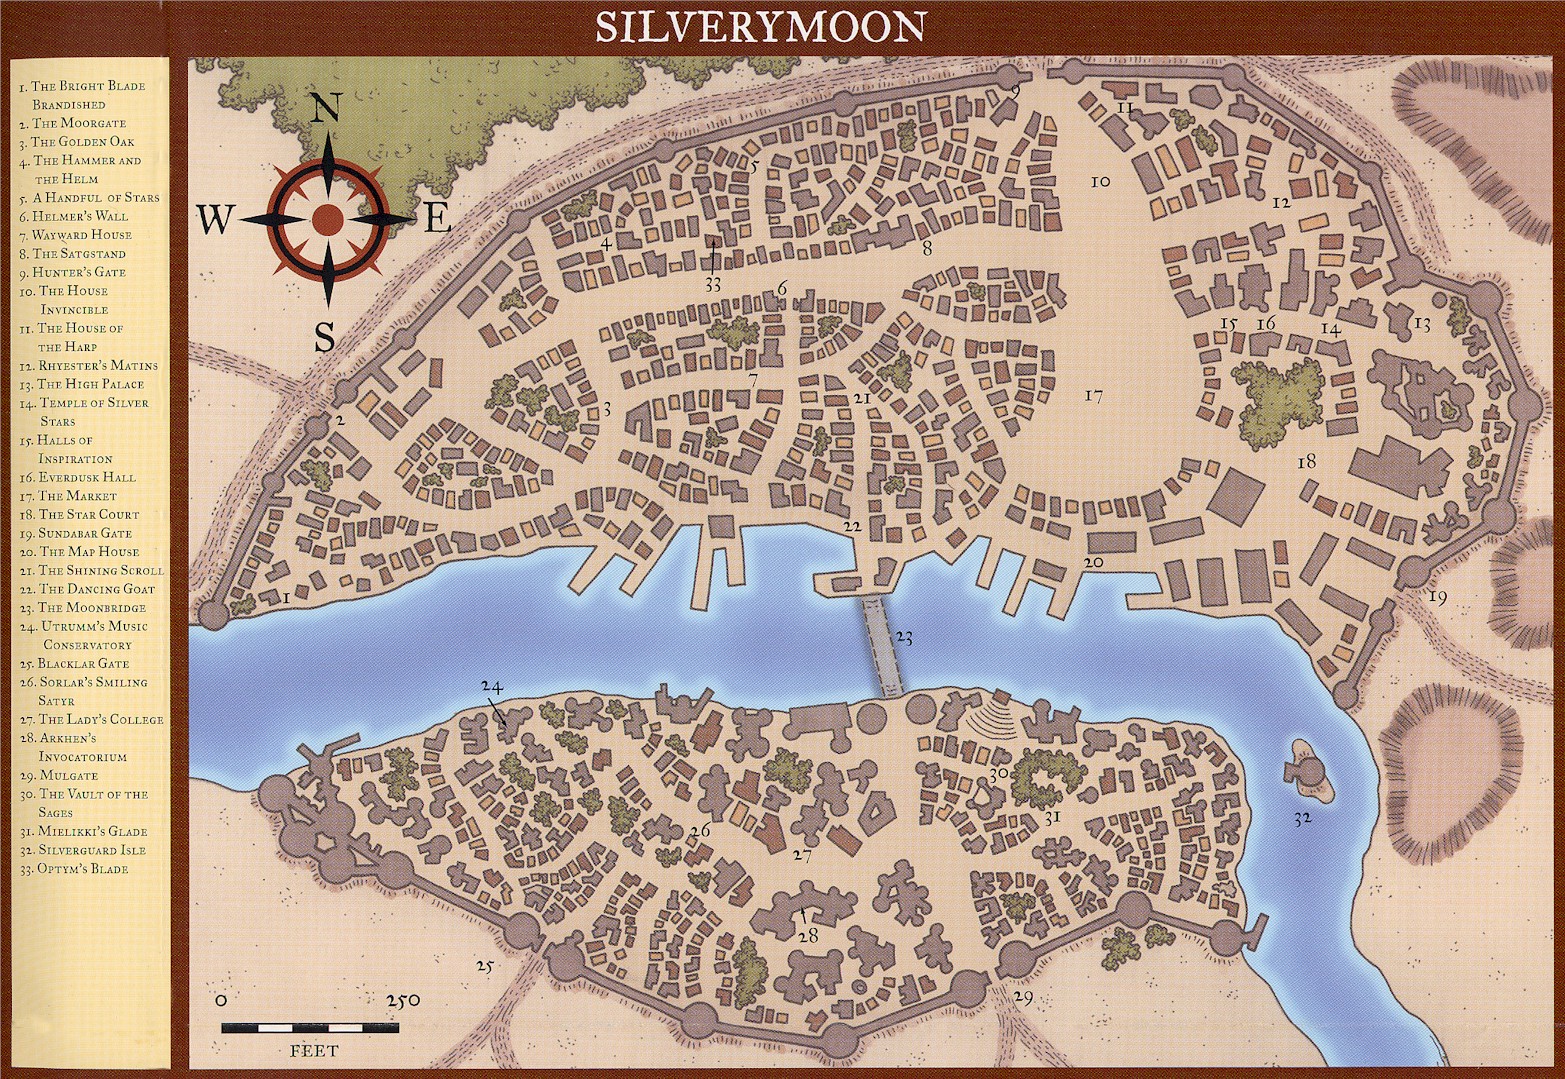 SILVERYMOON
1. The Bright Blade
Brandished
2. The Moorgate
3. The Golden Oak
4. The Hammer and
the Helm
5. A Handful of Stars
6. Helmer's Wall
7. Wayward House
8. The Satgstand
9. Hunter's Gate
10. The House
Invincible
11. The House of
the Harp
12. Rhyester's Matins
13. The High Palace
14. Temple of Silver
Stars
15. Halls of
Inspiration
16. Everdusk Hall
17. The Market
18. The Star Court
19. Sundabar Gate
20. The Map House
21. The Shining Scroll
22. The Dancing Goat
23. The Moonbridge
24. Utrumm's Music
Conservatory
25. Blacklar Gate
26. Sorlar's Smiling
Satyr
27. The Lady's College
28. Arkhen's
Invocatorium
29. Mulgate
30. The Vault of the
Sages
31. Mielikki's Glade
32. Silverguard Isle
33. Optym's Blade
N
W E
S
9
11
5
10
12
4
8
33
6
15 16 14 13
7
17
21
3
2
18
22
20
1
19
23
24
30
32
31
26
27
28
25
29
0 250
FEET